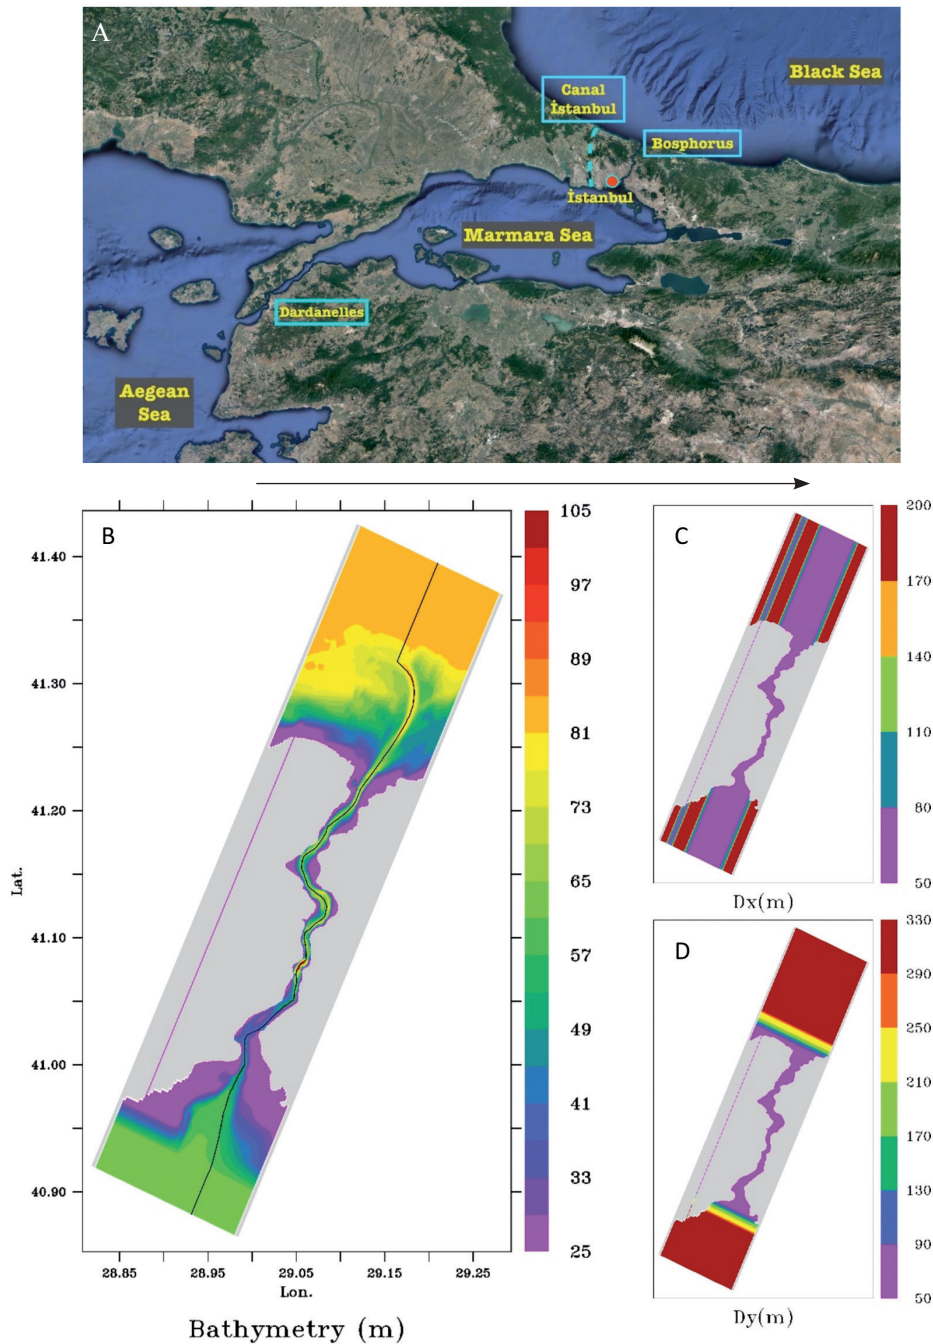 A
Black Sea
Canal
İstanbul
Bosphorus
İstanbul
Marmara Sea
Dardanelles
Aegean
Sea
B
41.40
41.30
41.20
41.10
41.00
40.90
Lat.
28.85
28.95
29.05
29.15
29.25
Lon.
Bathymetry (m)
105
97
89
81
73
65
57
49
41
33
25
C
200
170
140
110
80
50
Dx(m)
D
330
290
250
210
170
130
90
50
Dy(m)